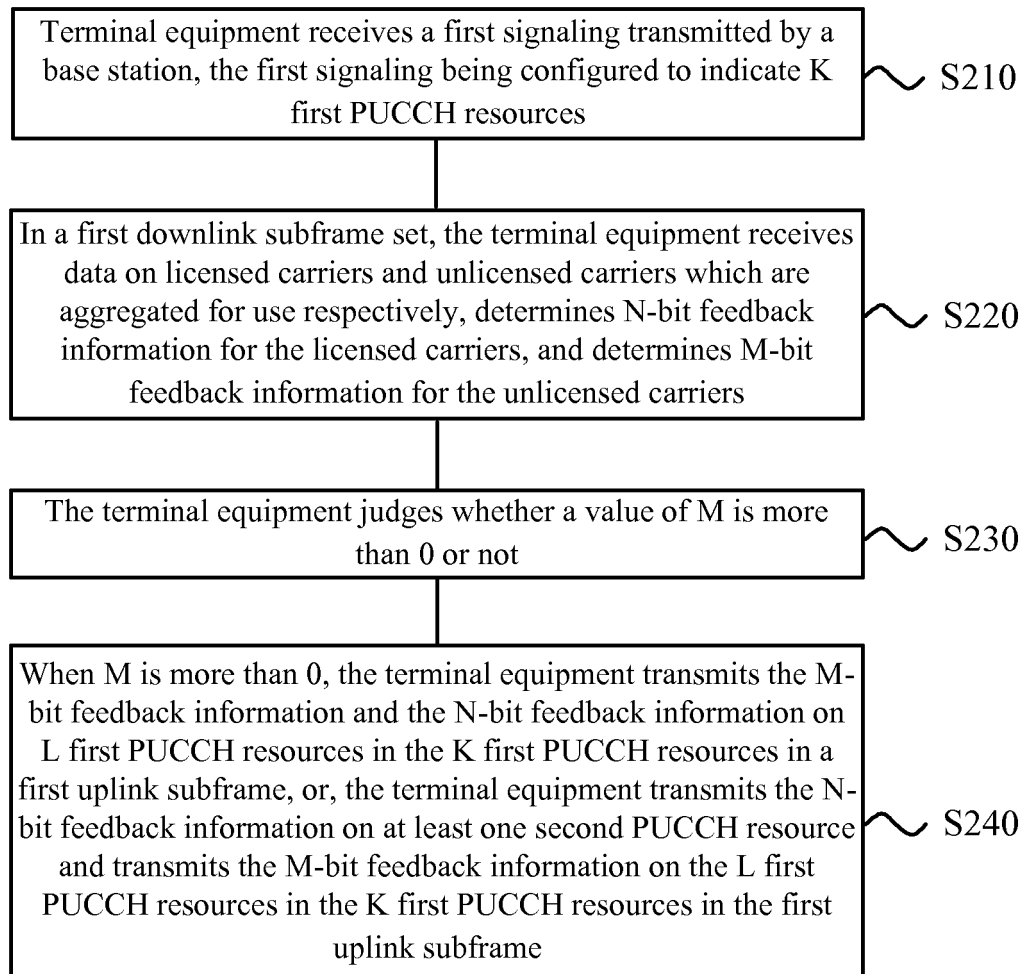 Terminal equipment receives a first signaling transmitted by a
base station, the first signaling being configured to indicate K
first PUCCH resources
S210
In a first downlink subframe set, the terminal equipment receives
data on licensed carriers and unlicensed carriers which are
aggregated for use respectively, determines N-bit feedback
information for the licensed carriers, and determines M-bit
feedback information for the unlicensed carriers
S220
The terminal equipment judges whether a value of M is more
than 0 or not
S230
When M is more than 0, the terminal equipment transmits the M-
bit feedback information and the N-bit feedback information on
L first PUCCH resources in the K first PUCCH resources in a
first uplink subframe, or, the terminal equipment transmits the N-
bit feedback information on at least one second PUCCH resource
and transmits the M-bit feedback information on the L first
PUCCH resources in the K first PUCCH resources in the first
uplink subframe
S240